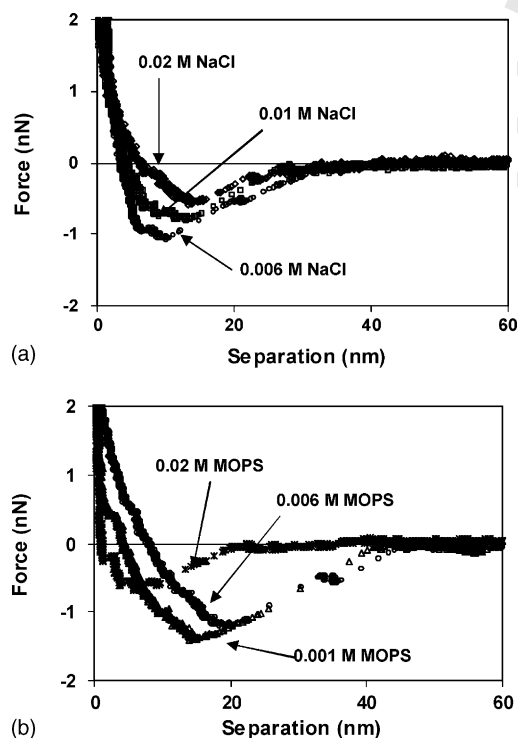 2
1
0
-1
-2
Force (nN)
0.02 M NaCl
0.01 M NaCl
0.006 M NaCl
0 20 40 60
(a)
Separation (nm)
2
1
0
-1
-2
Force (nN)
0.02 M MOPS
0.006 M MOPS
0.001 M MOPS
0 20 40 60
(b)
Separation (nm)